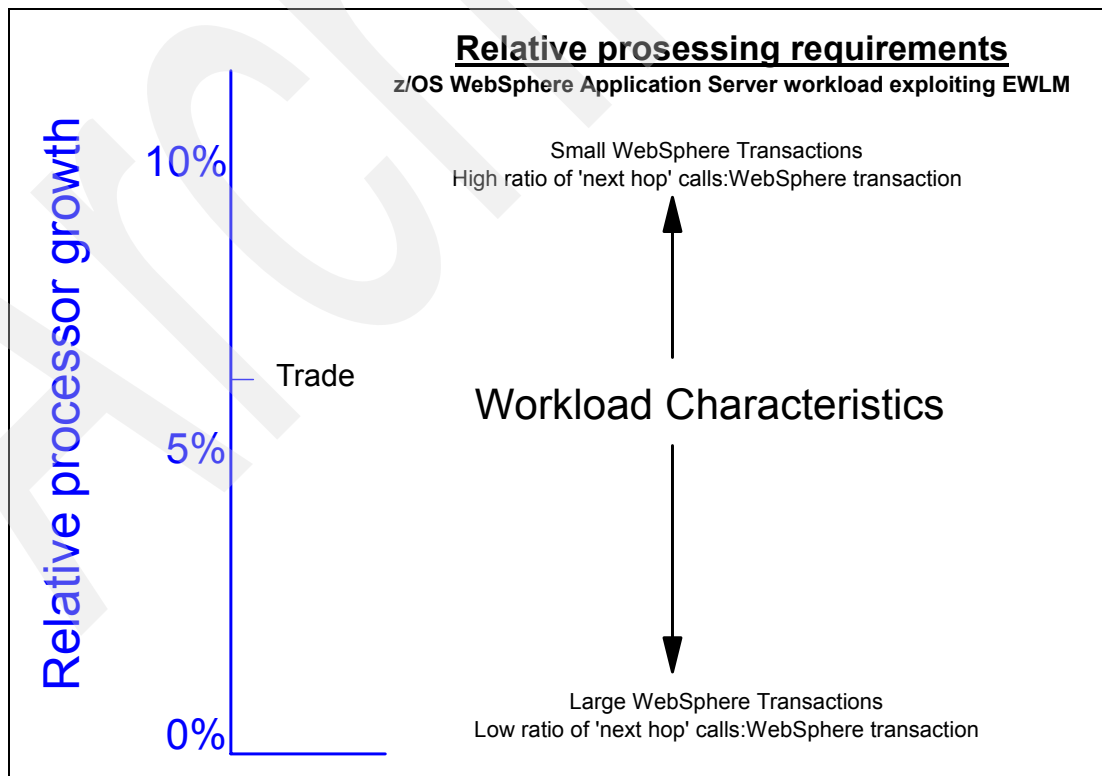 Relative prosessing requirements
z/OS WebSphere Application Server workload exploiting EWLM
Relative processor growth
10%
5%
0%
Trade
Small WebSphere Transactions
High ratio of 'next hop' calls:WebSphere transaction
Workload Characteristics
Large WebSphere Transactions
Low ratio of 'next hop' calls:WebSphere transaction